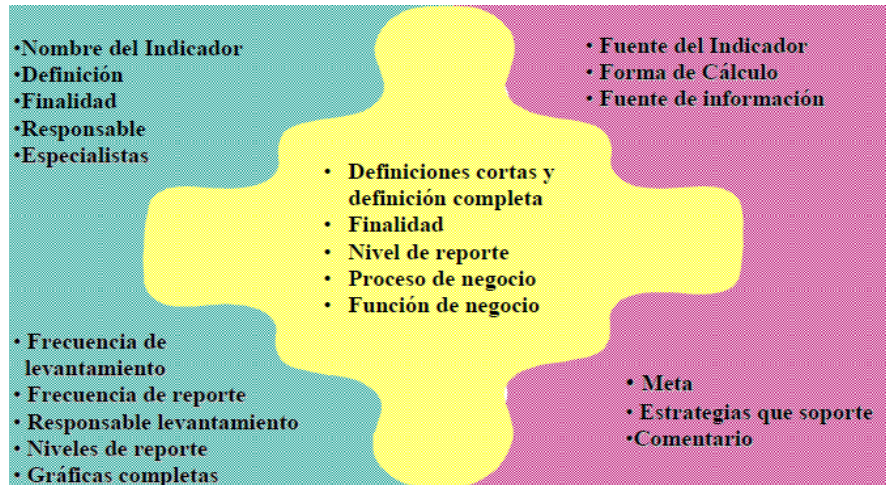 •Nombre del Indicador
•Definición
•Finalidad
•Responsable
•Especialistas
• Fuente del Indicador
• Forma de Cálculo
• Fuente de información
• Definiciones cortas y
definición completa
• Finalidad
• Nivel de reporte
• Proceso de negocio
• Función de negocio
• Frecuencia de
levantamiento
• Frecuencia de reporte
• Responsable levantamiento
• Niveles de reporte
• Gráficas completas
• Meta
• Estrategias que soporte
•Comentario